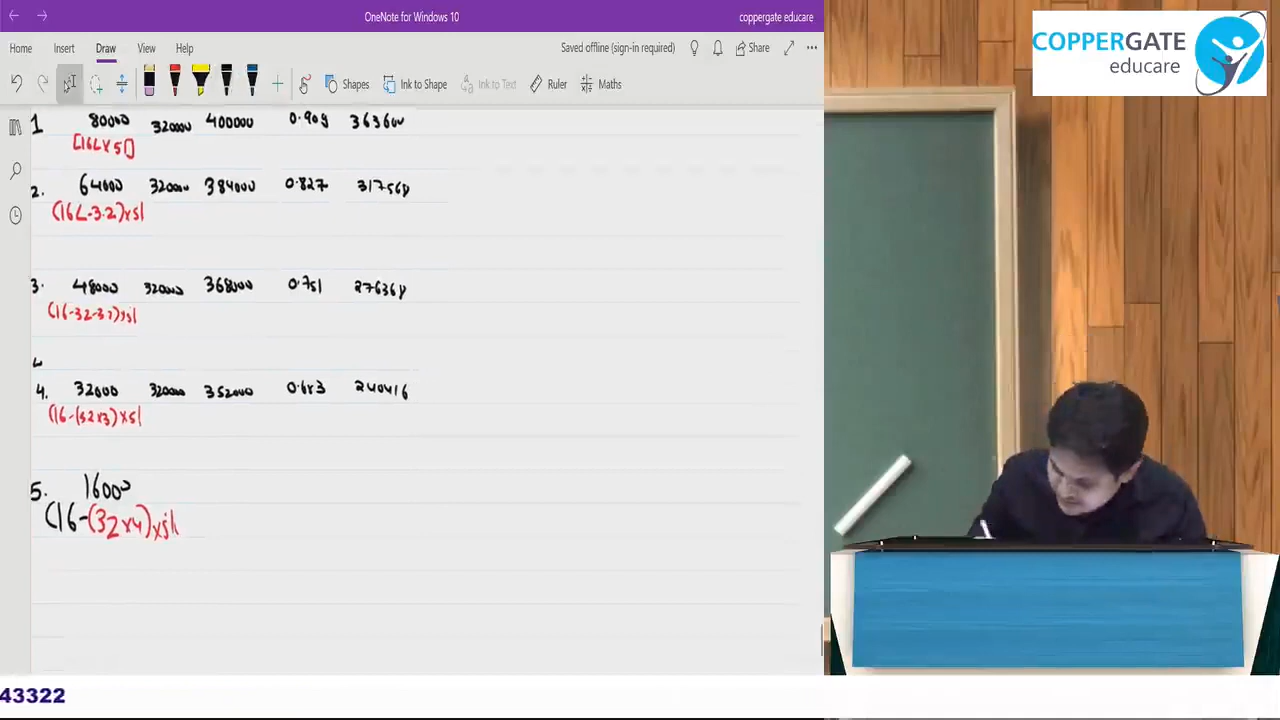 OneNote for Windows 10
coppergate educare
Home Insert Draw View Help
Saved offline (sign-in required)
Share
Shapes Ink to Shape Ink to Text Ruler Maths
COPPERGATE
educare
1 80000 320000 400000 0.909 363600
[16L×5%]
2. 64000 320000 384000 0.827 317568
(16L-3.2)×5%
3. 48000 320000 368000 0.751 276368
(16-3.2-3.2)×5%
4. 32000 320000 352000 0.683 240416
(16-(3.2×3)×5%
5. 16000
(16-(32×4)×5%
43322